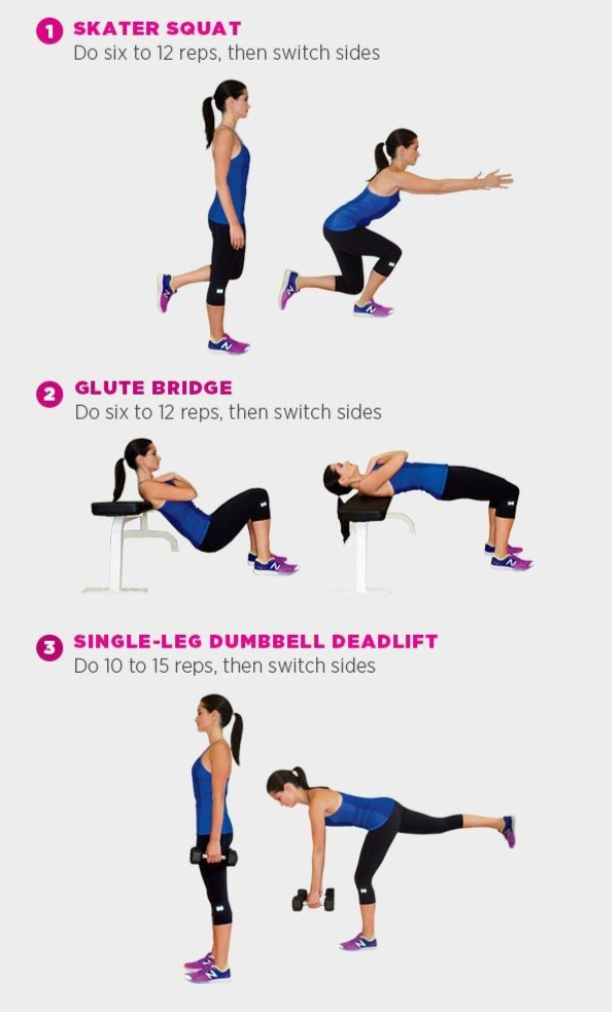 1 SKATER SQUAT
Do six to 12 reps, then switch sides
2 GLUTE BRIDGE
Do six to 12 reps, then switch sides
3 SINGLE-LEG DUMBBELL DEADLIFT
Do 10 to 15 reps, then switch sides